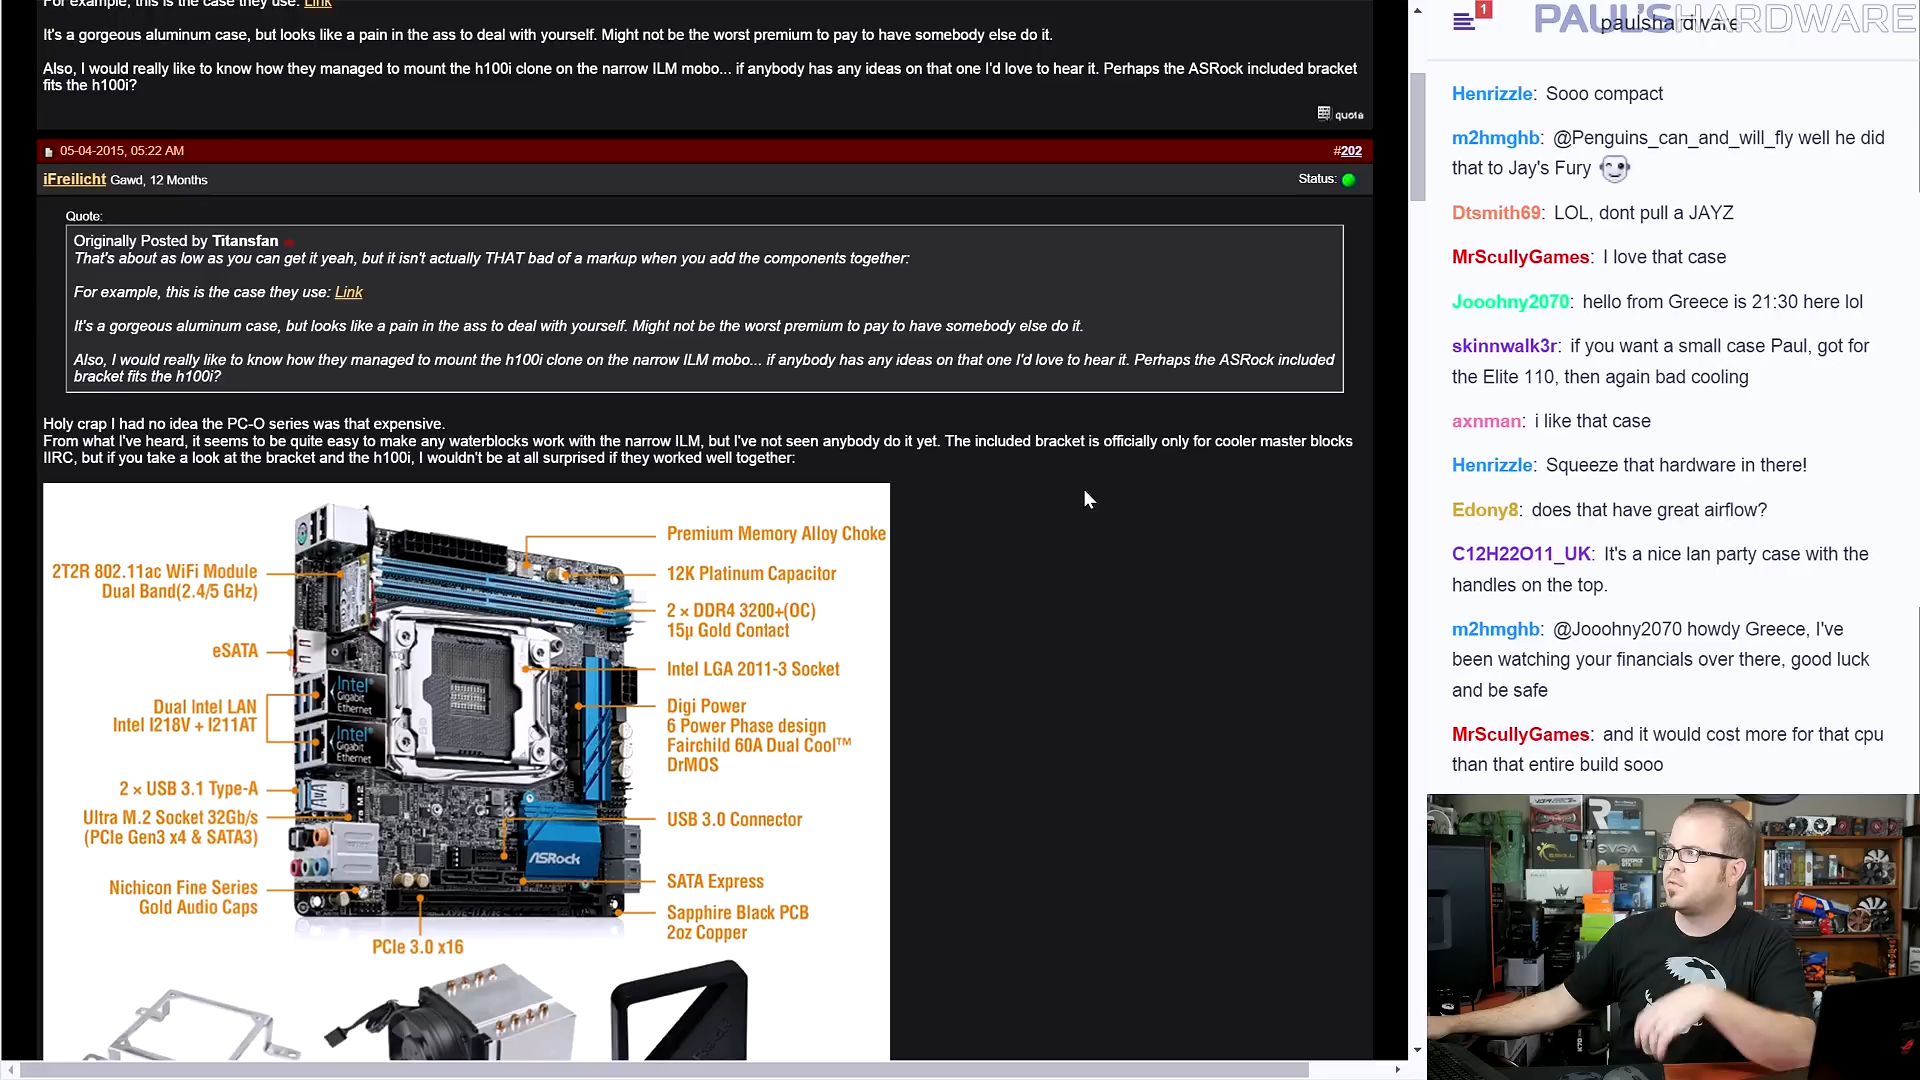 For example, this is the case they use: Link
It's a gorgeous aluminum case, but looks like a pain in the ass to deal with yourself. Might not be the worst premium to pay to have somebody else do it.
Also, I would really like to know how they managed to mount the h100i clone on the narrow ILM mobo... if anybody has any ideas on that one I'd love to hear it. Perhaps the ASRock included bracket
fits the h100i?
quote
05-04-2015, 05:22 AM
#202
iFreilicht Gawd, 12 Months
Status:
Quote:
Originally Posted by Titansfan
That's about as low as you can get it yeah, but it isn't actually THAT bad of a markup when you add the components together:
For example, this is the case they use: Link
It's a gorgeous aluminum case, but looks like a pain in the ass to deal with yourself. Might not be the worst premium to pay to have somebody else do it.
Also, I would really like to know how they managed to mount the h100i clone on the narrow ILM mobo... if anybody has any ideas on that one I'd love to hear it. Perhaps the ASRock included
bracket fits the h100i?
Holy crap I had no idea the PC-O series was that expensive.
From what I've heard, it seems to be quite easy to make any waterblocks work with the narrow ILM, but I've not seen anybody do it yet. The included bracket is officially only for cooler master blocks
IIRC, but if you take a look at the bracket and the h100i, I wouldn't be at all surprised if they worked well together:
2T2R 802.11ac WiFi Module
Dual Band(2.4/5 GHz)
eSATA
Dual Intel LAN
Intel I218V + I211AT
2 × USB 3.1 Type-A
Ultra M.2 Socket 32Gb/s
(PCIe Gen3 x4 & SATA3)
Nichicon Fine Series
Gold Audio Caps
PCIe 3.0 x16
Premium Memory Alloy Choke
12K Platinum Capacitor
2 × DDR4 3200+(OC)
15μ Gold Contact
Intel LGA 2011-3 Socket
Digi Power
6 Power Phase design
Fairchild 60A Dual Cool™
DrMOS
USB 3.0 Connector
SATA Express
Sapphire Black PCB
2oz Copper
Intel®
Gigabit
Ethernet
Intel®
Gigabit
Ethernet
ASRock
1
PAUL'SHARDWARE
paulshardware
Henrizzle: Sooo compact
m2hmghb: @Penguins_can_and_will_fly well he did
that to Jay's Fury
Dtsmith69: LOL, dont pull a JAYZ
MrScullyGames: I love that case
Jooohny2070: hello from Greece is 21:30 here lol
skinnwalk3r: if you want a small case Paul, got for
the Elite 110, then again bad cooling
axnman: i like that case
Henrizzle: Squeeze that hardware in there!
Edony8: does that have great airflow?
C12H22O11_UK: It's a nice lan party case with the
handles on the top.
m2hmghb: @Jooohny2070 howdy Greece, I've
been watching your financials over there, good luck
and be safe
MrScullyGames: and it would cost more for that cpu
than that entire build sooo
EVGA